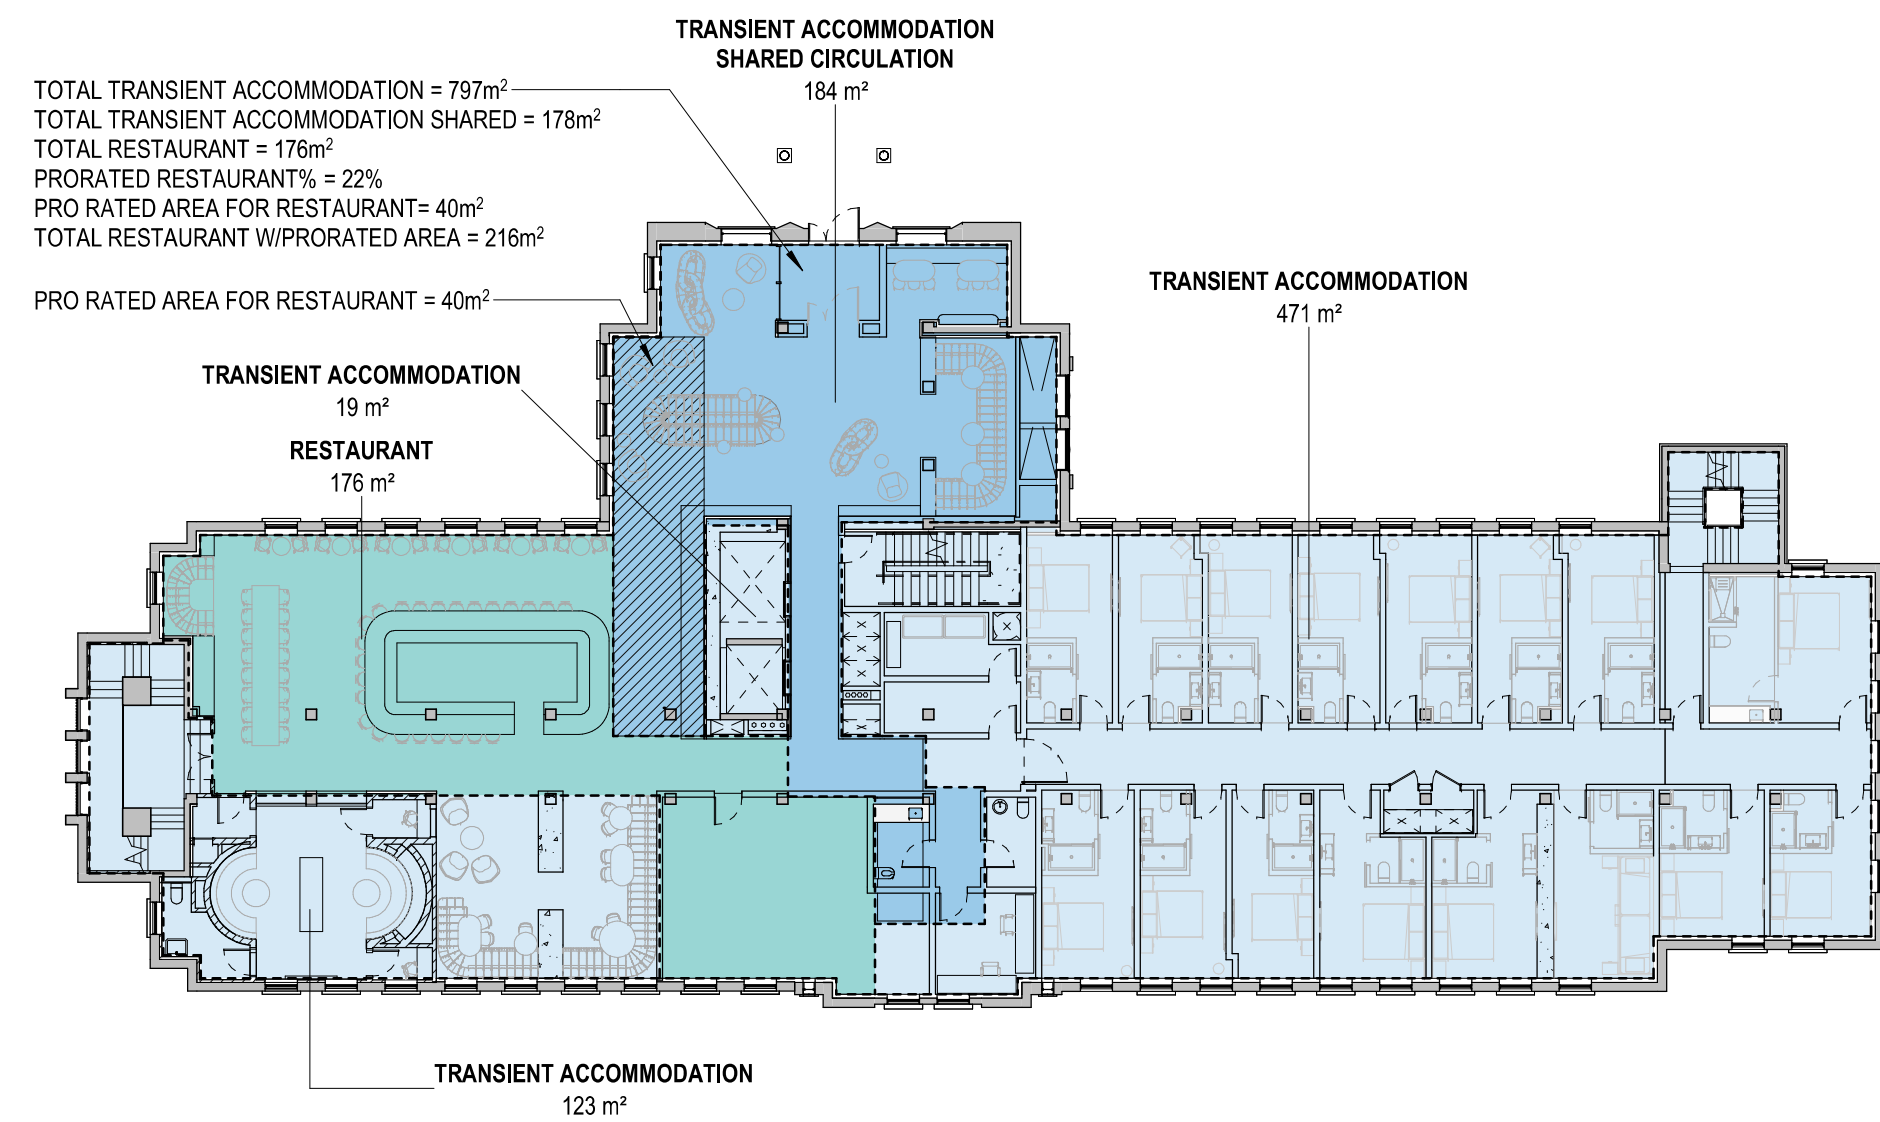 TRANSIENT ACCOMMODATION
SHARED CIRCULATION
184 m²
TOTAL TRANSIENT ACCOMMODATION = 797m²
TOTAL TRANSIENT ACCOMMODATION SHARED = 178m²
TOTAL RESTAURANT = 176m²
PRORATED RESTAURANT% = 22%
PRO RATED AREA FOR RESTAURANT= 40m²
TOTAL RESTAURANT W/PRORATED AREA = 216m²
PRO RATED AREA FOR RESTAURANT = 40m²
TRANSIENT ACCOMMODATION
471 m²
TRANSIENT ACCOMMODATION
19 m²
RESTAURANT
176 m²
TRANSIENT ACCOMMODATION
123 m²